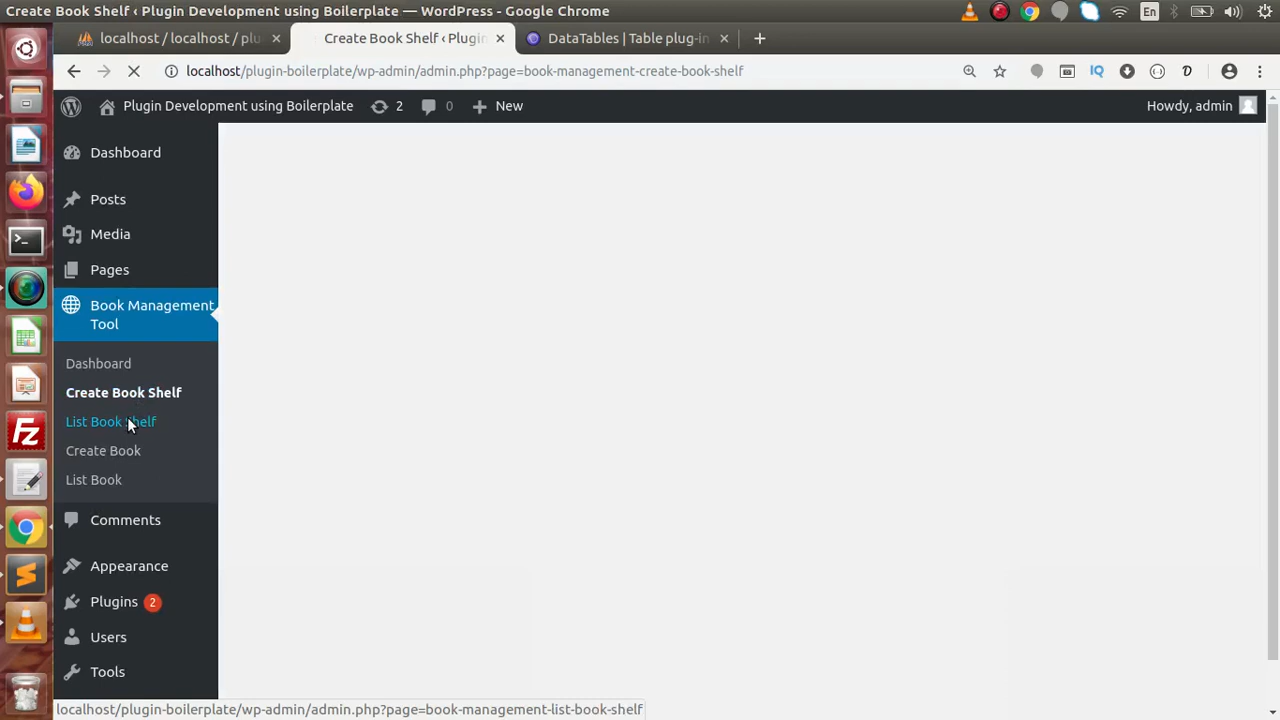 Create Book Shelf ‹ Plugin Development using Boilerplate — WordPress - Google Chrome
En
localhost / localhost / plu
Create Book Shelf ‹ Plugin
DataTables | Table plug-in
localhost/plugin-boilerplate/wp-admin/admin.php?page=book-management-create-book-shelf
IQ
Plugin Development using Boilerplate
2
0
New
Howdy, admin
Dashboard
Posts
Media
Pages
Book Management
Tool
Dashboard
Create Book Shelf
List Book Shelf
Create Book
List Book
Comments
Appearance
Plugins 2
Users
Tools
localhost/plugin-boilerplate/wp-admin/admin.php?page=book-management-list-book-shelf